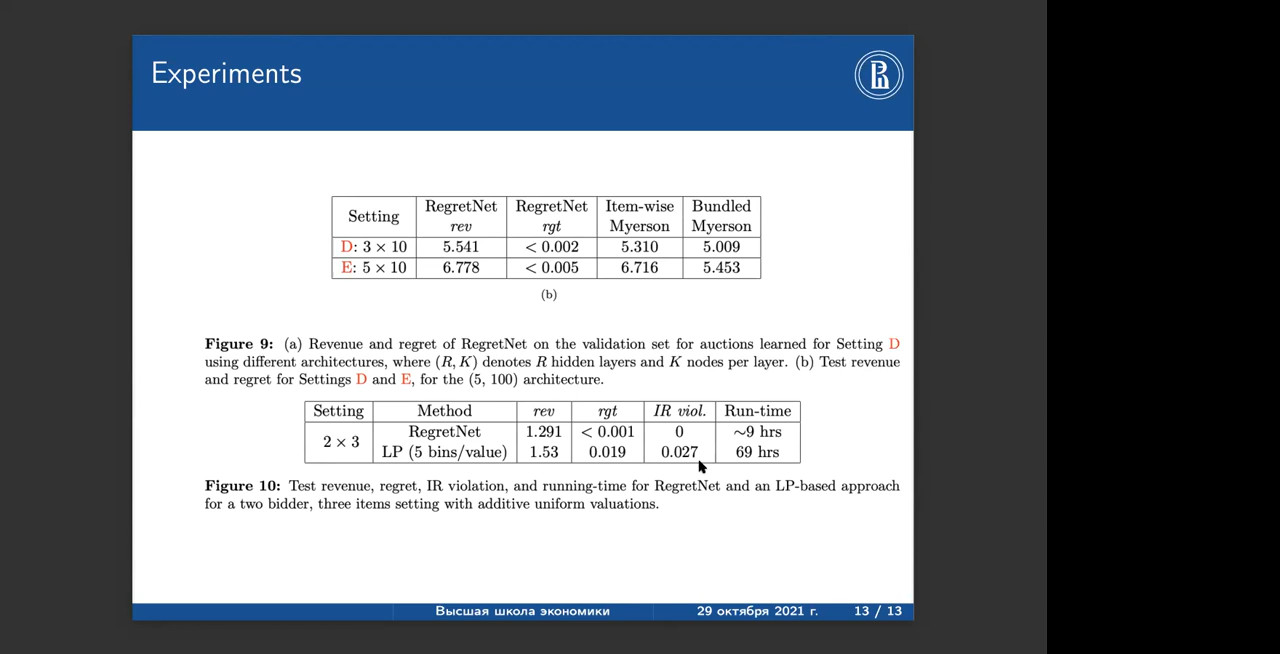 Experiments
Setting RegretNet rev RegretNet rgt Item-wise Myerson Bundled Myerson
D: 3 × 10 5.541 < 0.002 5.310 5.009
E: 5 × 10 6.778 < 0.005 6.716 5.453
(b)
Figure 9: (a) Revenue and regret of RegretNet on the validation set for auctions learned for Setting D
using different architectures, where (R, K) denotes R hidden layers and K nodes per layer. (b) Test revenue
and regret for Settings D and E, for the (5, 100) architecture.
Setting Method rev rgt IR viol. Run-time
2 × 3 RegretNet 1.291 < 0.001 0 ~9 hrs
LP (5 bins/value) 1.53 0.019 0.027 69 hrs
Figure 10: Test revenue, regret, IR violation, and running-time for RegretNet and an LP-based approach
for a two bidder, three items setting with additive uniform valuations.
Высшая школа экономики 29 октября 2021 г. 13 / 13